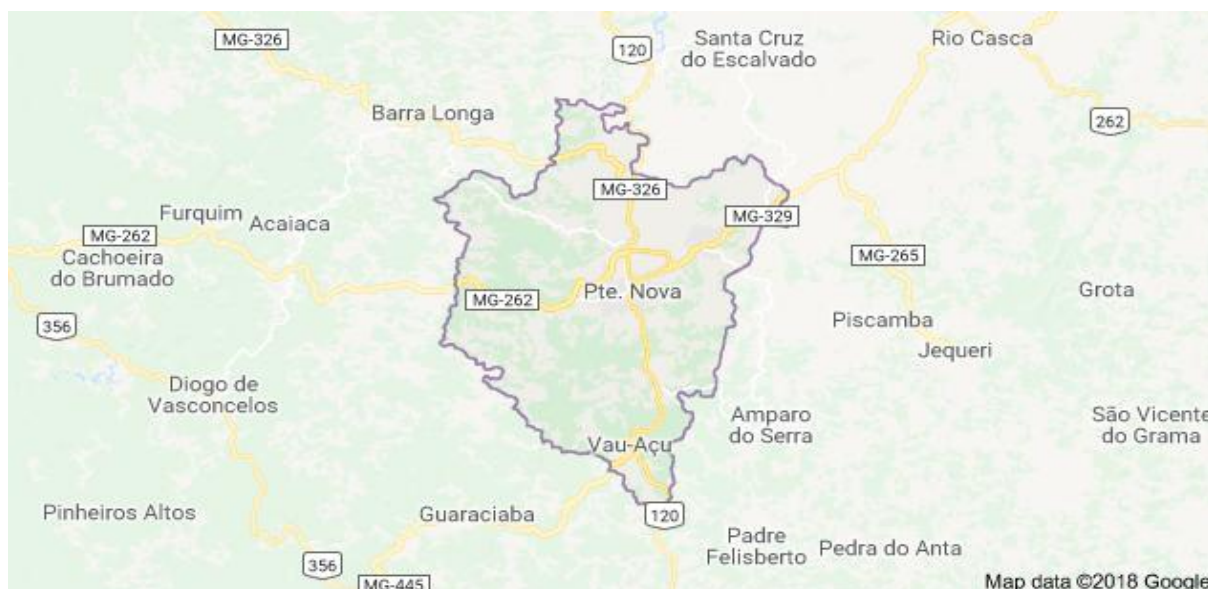 MG-326
120
Santa Cruz
do Escalvado
Rio Casca
Barra Longa
262
MG-326
MG-329
Furquim
Acaiaca
MG-262
Cachoeira
do Brumado
MG-265
MG-262
Pte. Nova
Grota
356
Piscamba
Jequeri
Diogo de
Vasconcelos
Amparo
do Serra
São Vicente
do Grama
Vau-Açu
Pinheiros Altos
Guaraciaba
120
Padre
Felisberto
Pedra do Anta
356
MG-445
Map data ©2018 Google